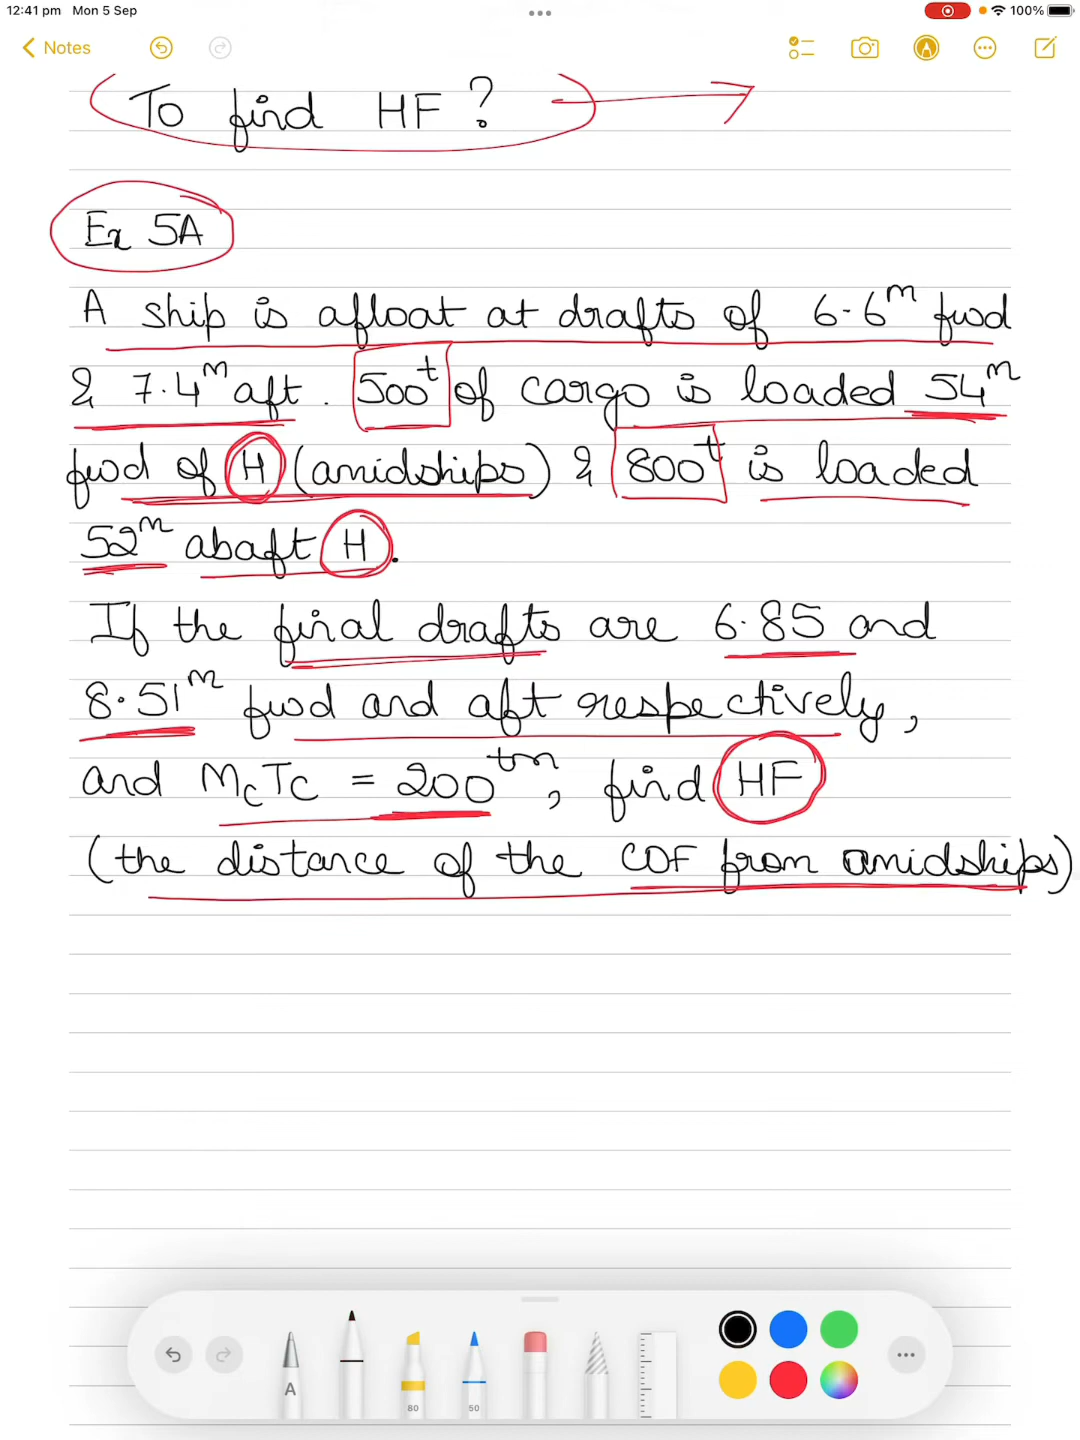 12:41 pm Mon 5 Sep
100%
Notes
To find HF?
Ex 5A
A ship is afloat at drafts of 6.6m fwd
& 7.4m aft. 500t of cargo is loaded 54m
fwd of H (amidships) & 800t is loaded
52m abaft H.
If the final drafts are 6.85 and
8.51m fwd and aft respectively,
and MCTC = 200tm, find HF
(the distance of the COF from amidships)
A
80
50